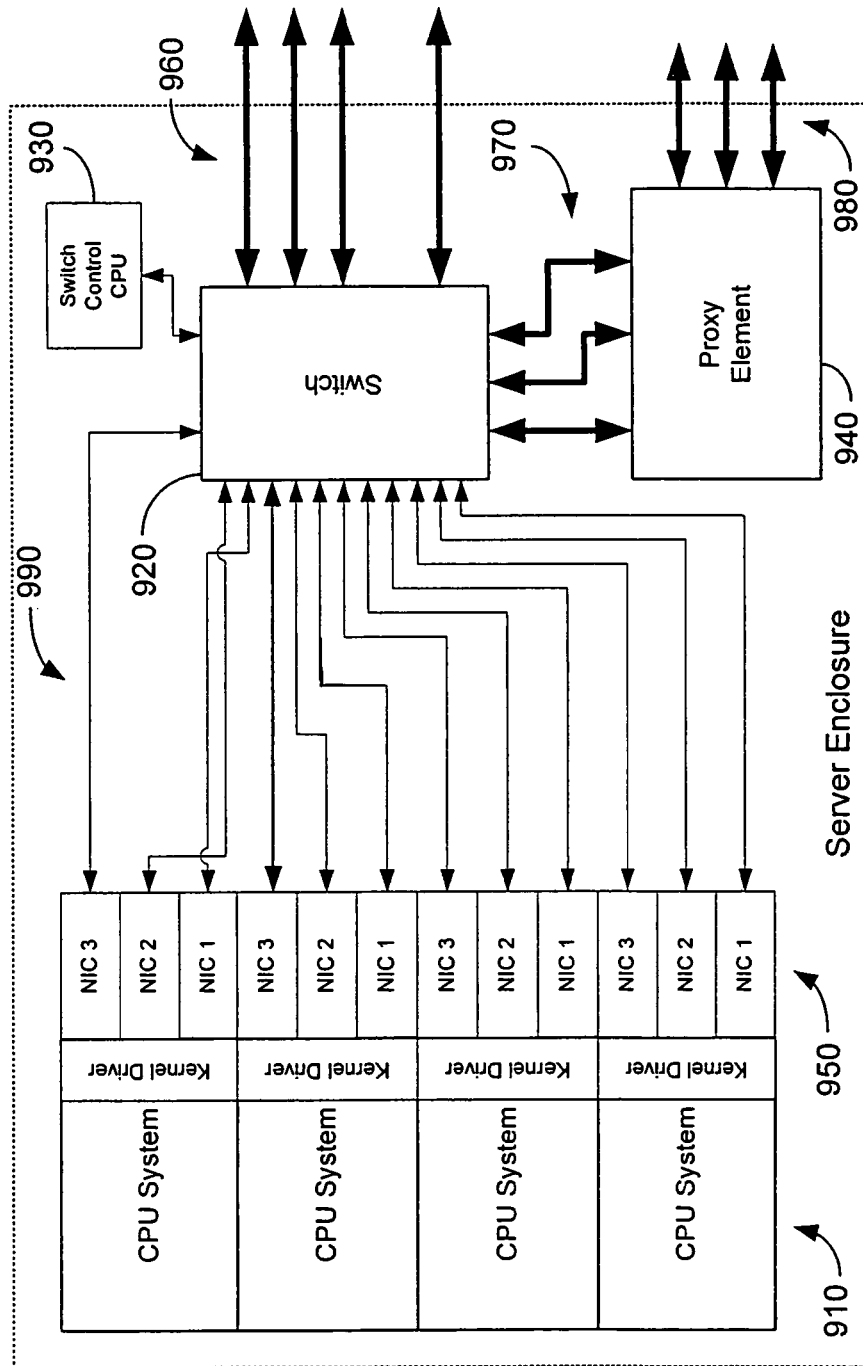 960
930
Switch
Control
CPU
970
980
990
920
Switch
Proxy
Element
940
NIC 3
NIC 2
NIC 1
NIC 3
NIC 2
NIC 1
NIC 3
NIC 2
NIC 1
NIC 3
NIC 2
NIC 1
Kernel Driver
Kernel Driver
Kernel Driver
Kernel Driver
CPU System
CPU System
CPU System
CPU System
Server Enclosure
950
910